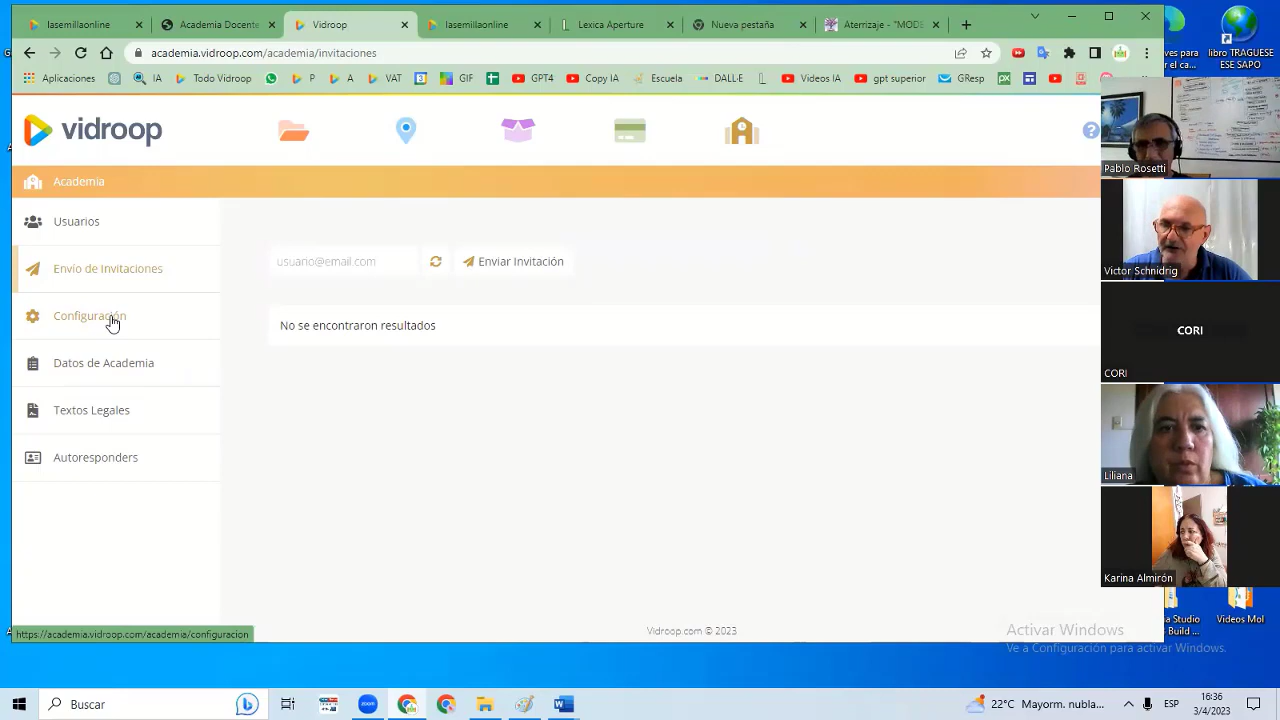 lasemillaonline
Academia Docente
Vidroop
lasemillaonline
Lexica Aperture
Nueva pestaña
Aterrizaje - "MODE
academia.vidroop.com/academia/invitaciones
Aplicaciones
IA
Todo Vidroop
P
A
VAT
GIF
GPT4
Copy IA
Escuela
DALL·E
Videos IA
gpt superior
GResp
libro TRAGUESE
ESE SAPO
vidroop
?
Academia
Usuarios
Envío de Invitaciones
Configuración
Datos de Academia
Textos Legales
Autoresponders
usuario@email.com
Enviar Invitación
No se encontraron resultados
Vidroop.com © 2023
https://academia.vidroop.com/academia/configuracion
Pablo Rosetti
Victor Schnidrig
CORI
CORI
Liliana
Karina Almirón
Videos Mol
Activar Windows
Ve a Configuración para activar Windows.
Buscar
zoom
22°C Mayorm. nubla...
ESP
16:36
3/4/2023